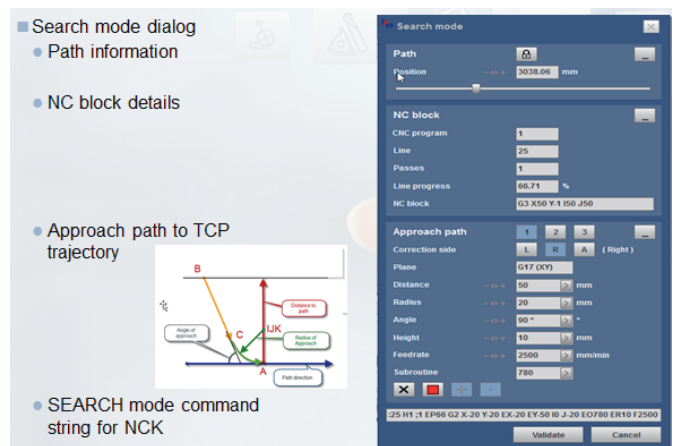 Search mode dialog
Path information
NC block details
Approach path to TCP
trajectory
B
Distance to
path
Angle of
approach
C
IJK
Radius of
Approach
A
Path direction
SEARCH mode command
string for NCK
Search mode
Path
Position 3038.06 mm
NC block
CNC program 1
Line 25
Passes 1
Line progress 66.71 %
NC block G3 X50 Y-1 I50 J50
Approach path 1 2 3
Correction side L R A ( Right )
Plane G17 (XY)
Distance 50 mm
Radius 20 mm
Angle 90 ° °
Height 10 mm
Feedrate 2500 mm/min
Subroutine 780
:25 H1 ;1 EP66 G2 X-20 Y-20 EX-20 EY-50 I0 J-20 EO780 ER10 F2500
Validate Cancel